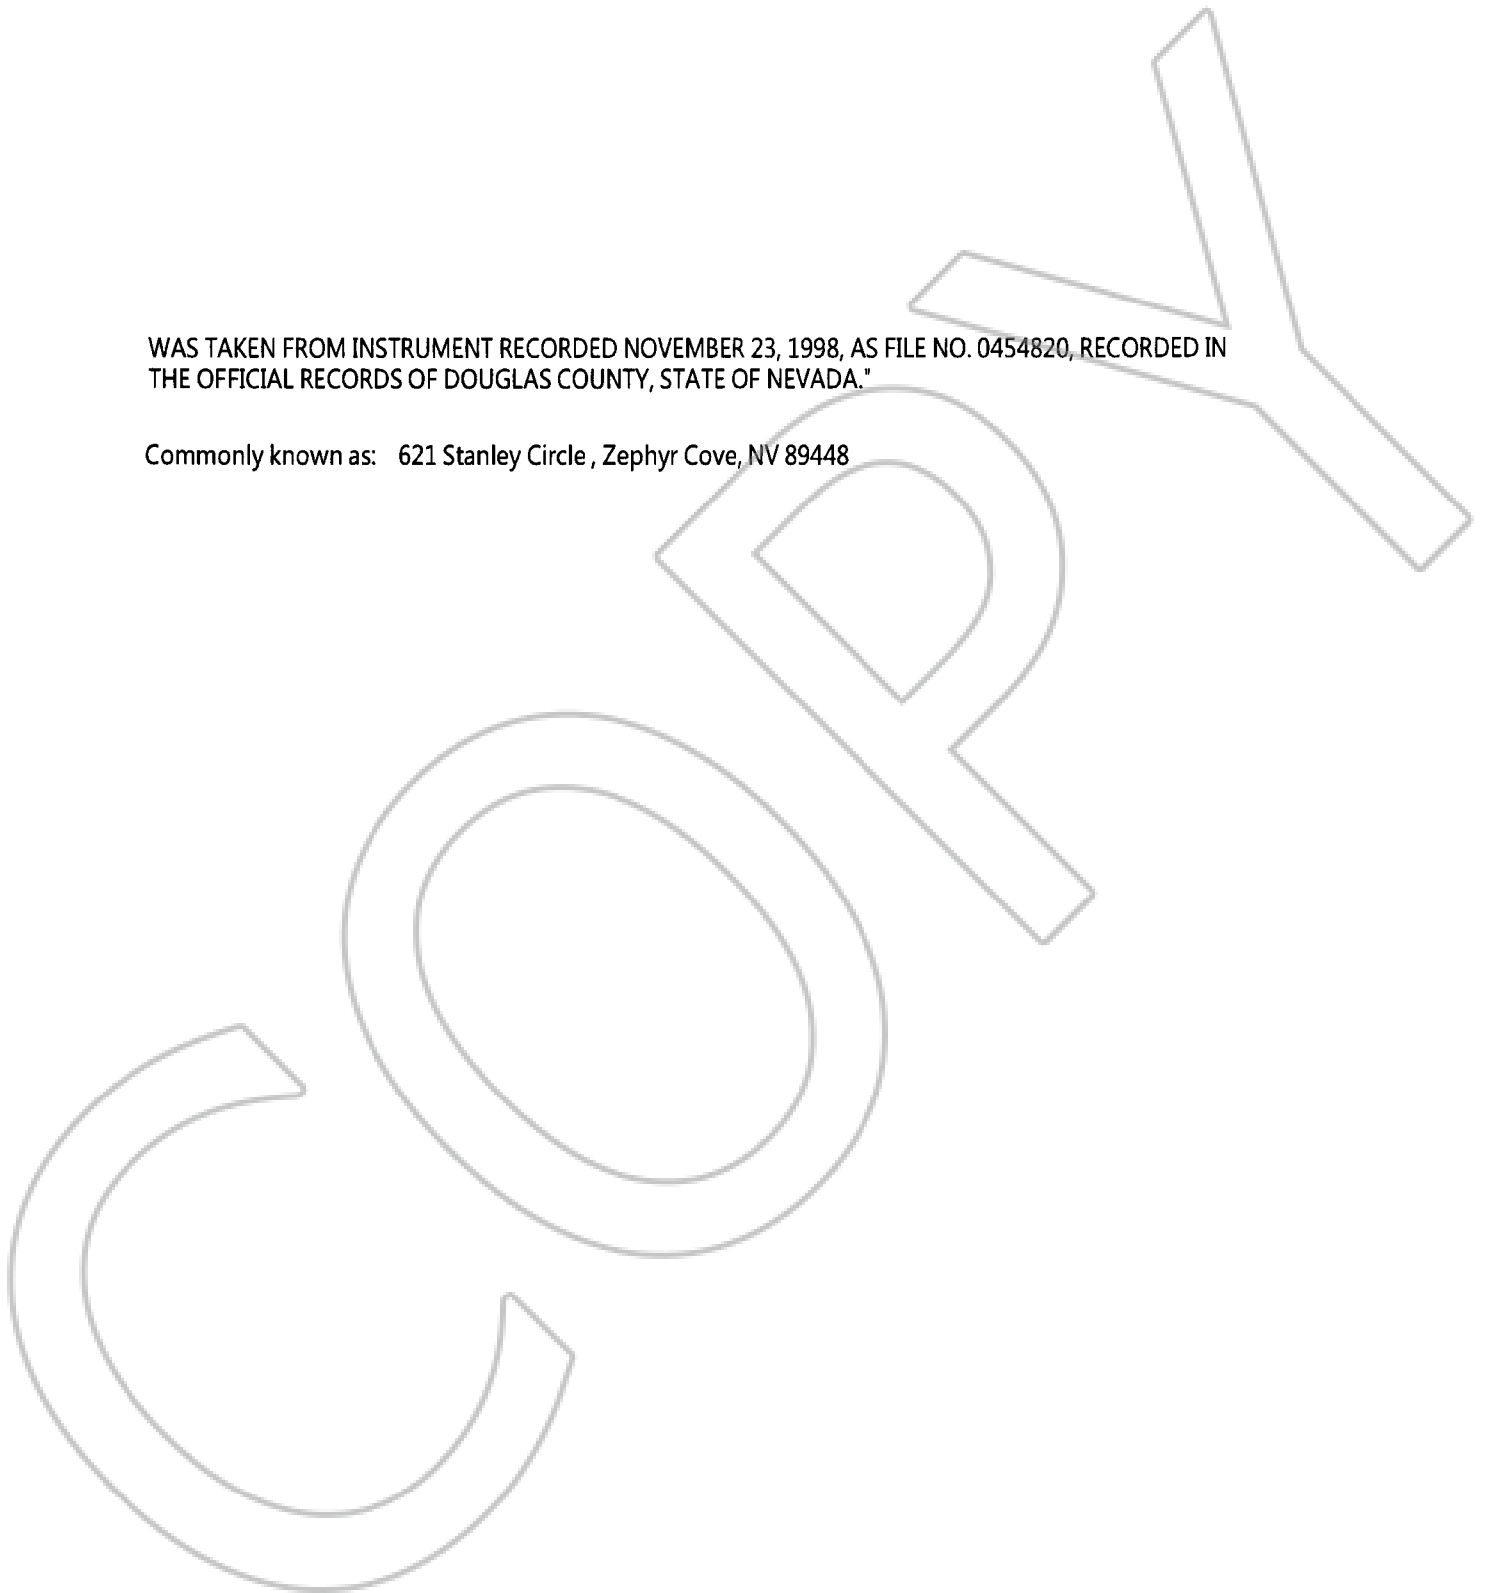 WAS TAKEN FROM INSTRUMENT RECORDED NOVEMBER 23, 1998, AS FILE NO. 0454820, RECORDED IN
THE OFFICIAL RECORDS OF DOUGLAS COUNTY, STATE OF NEVADA."
Commonly known as: 621 Stanley Circle , Zephyr Cove, NV 89448
COPY